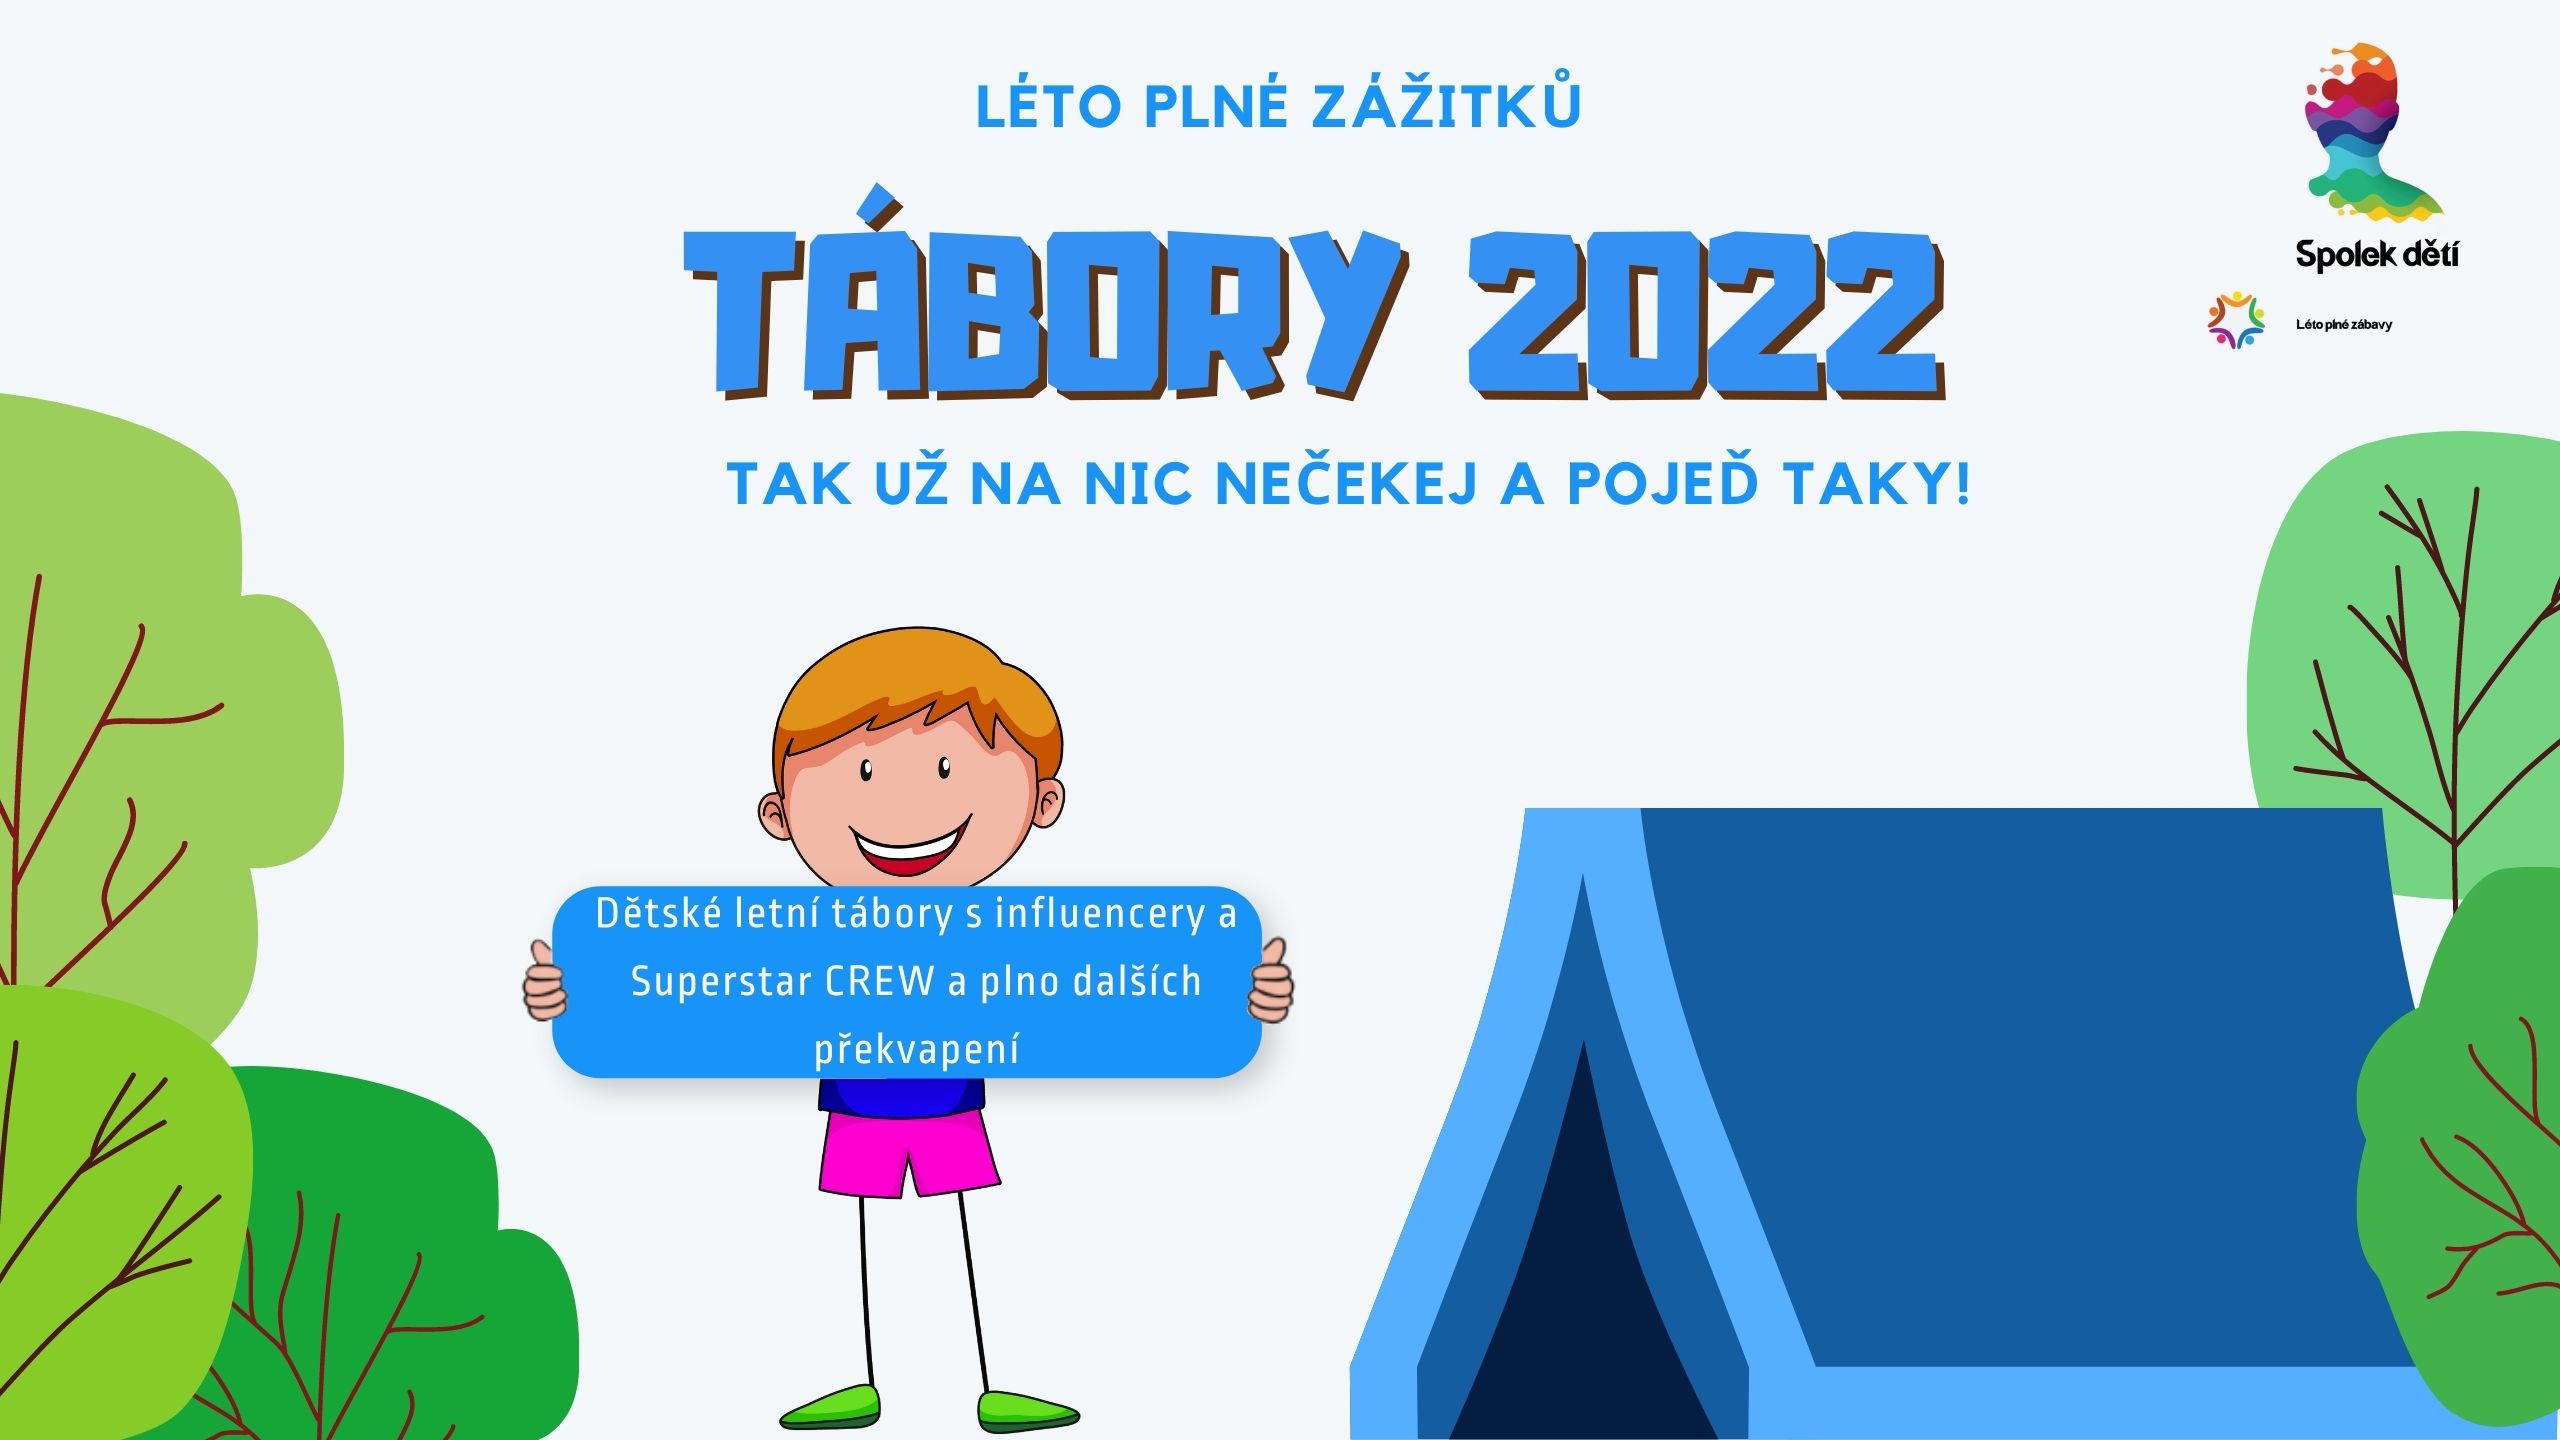 LÉTO PLNÉ ZÁŽITKŮ
TÁBORY 2022
TAK UŽ NA NIC NEČEKEJ A POJEĎ TAKY!
Spolek dětí
Léto plné zábavy
Dětské letní tábory s influencery a
Superstar CREW a plno dalších
překvapení